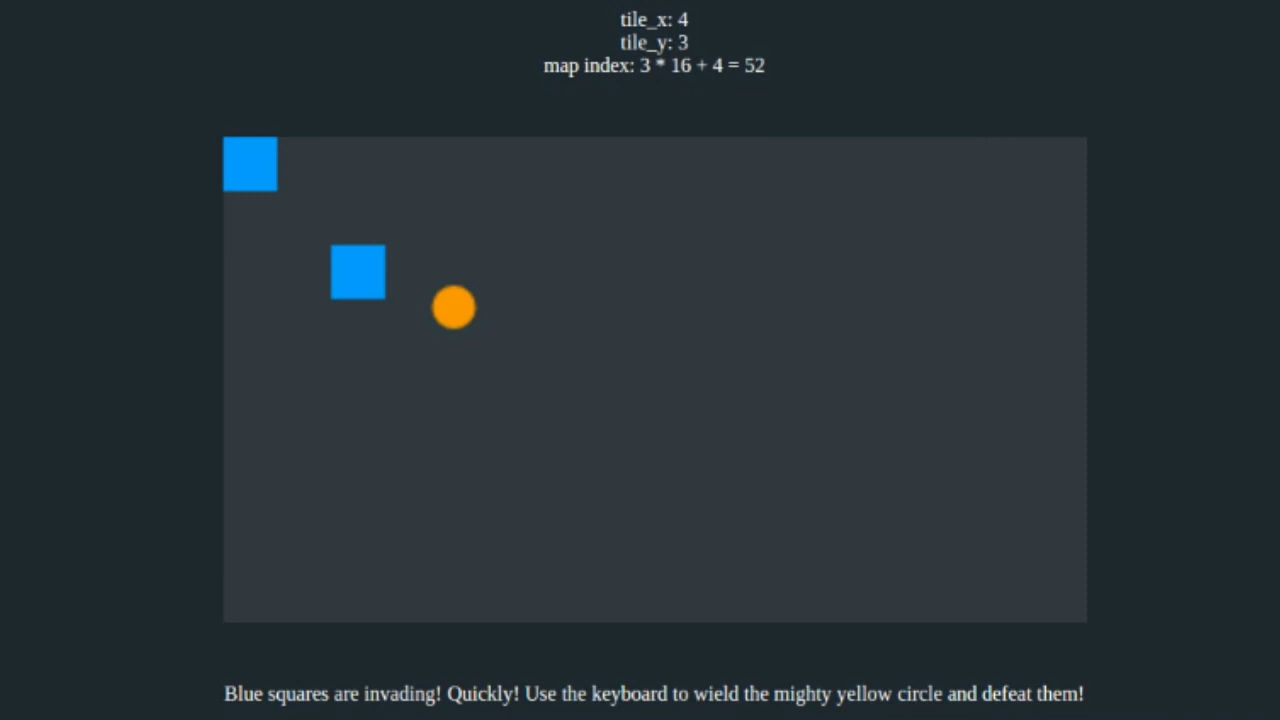 tile_x: 4
tile_y: 3
map index: 3 * 16 + 4 = 52
Blue squares are invading! Quickly! Use the keyboard to wield the mighty yellow circle and defeat them!